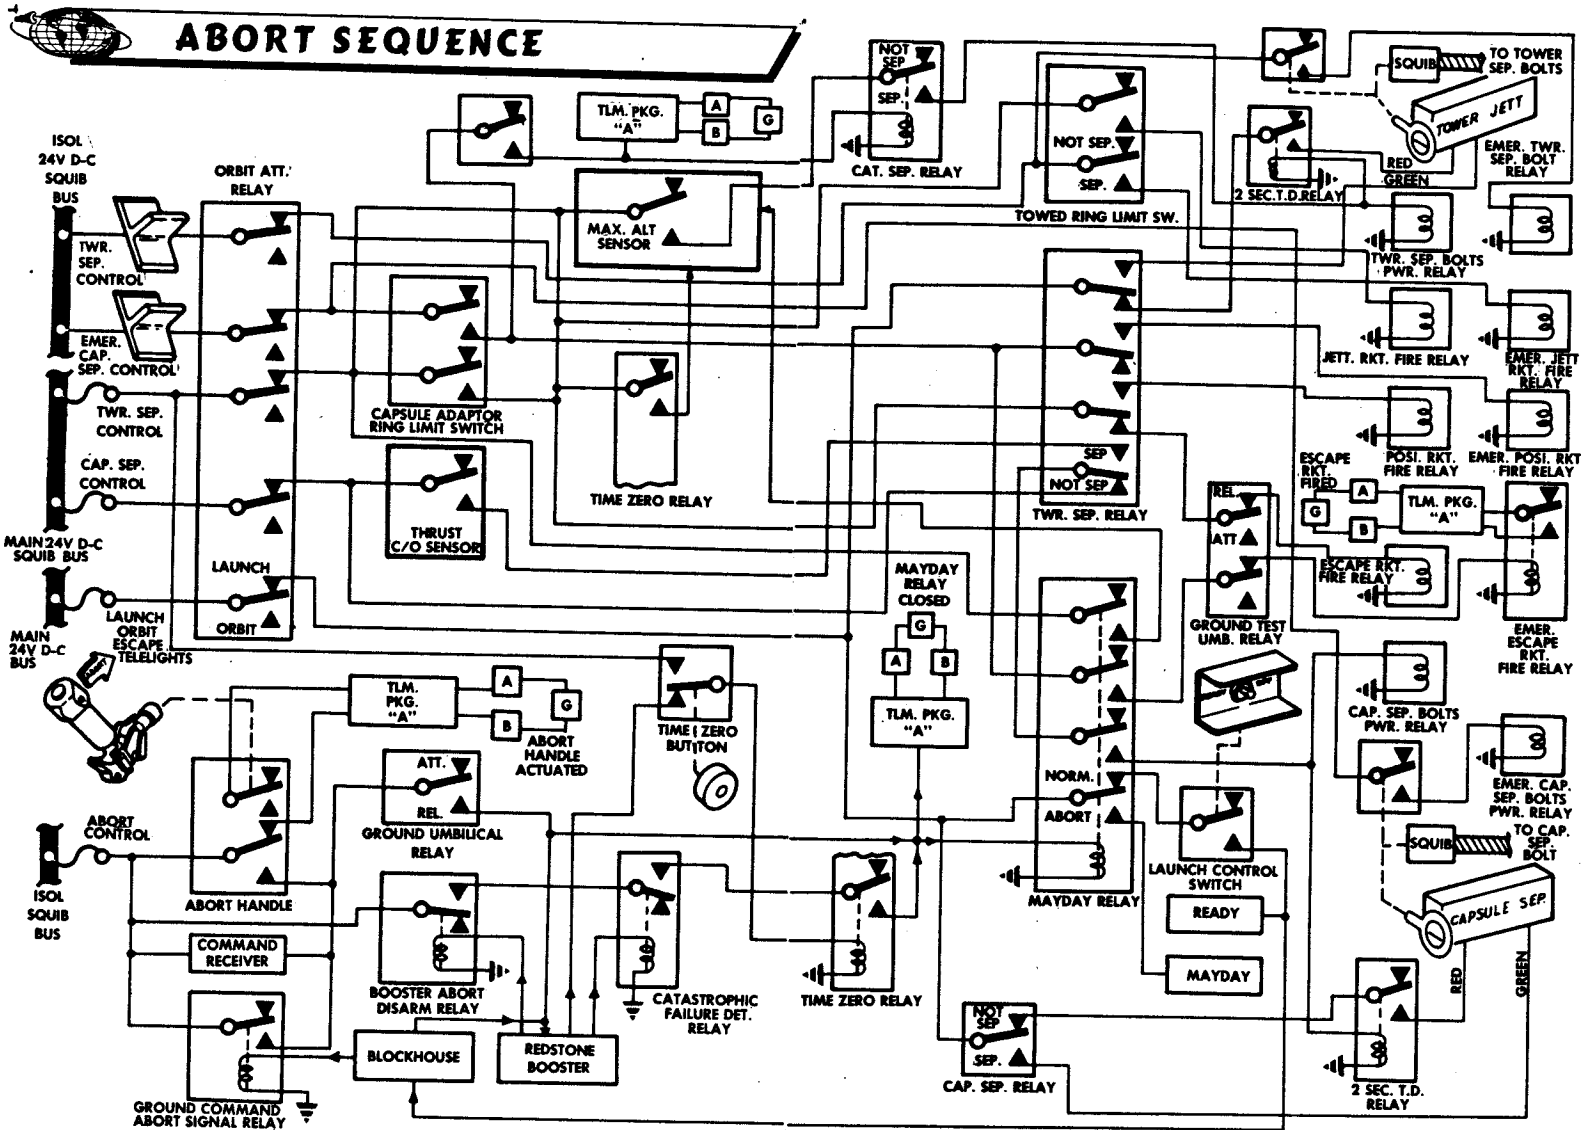 ABORT SEQUENCE
ISOL
24V D-C
SQUIB
BUS
TWR.
SEP.
CONTROL
EMER.
CAP.
SEP. CONTROL
TWR. SEP.
CONTROL
CAP. SEP.
CONTROL
MAIN 24V D-C
SQUIB BUS
MAIN
24V D-C
BUS
LAUNCH
ORBIT
ESCAPE
TELELIGHTS
ABORT
ABORT
CONTROL
ISOL
SQUIB
BUS
ORBIT ATT.
RELAY
LAUNCH
ORBIT
TLM. PKG.
"A"
A
B
G
NOT
SEP
SEP.
CAT. SEP. RELAY
MAX. ALT
SENSOR
CAPSULE ADAPTOR
RING LIMIT SWITCH
THRUST
C/O SENSOR
TIME ZERO RELAY
NOT SEP.
SEP.
TOWED RING LIMIT SW.
SEP
NOT SEP
TWR. SEP. RELAY
SQUIB
TO TOWER
SEP. BOLTS
TOWER JETT
RED
GREEN
2 SEC.T.D.RELAY
EMER. TWR.
SEP. BOLT
RELAY
TWR. SEP. BOLTS
PWR. RELAY
JETT. RKT. FIRE RELAY
EMER. JETT
RKT. FIRE
RELAY
POSI. RKT.
FIRE RELAY
EMER. POSI. RKT
FIRE RELAY
ESCAPE
RKT.
FIRED
A
G
B
TLM. PKG.
"A"
REL.
ATT
GROUND TEST
UMB. RELAY
ESCAPE RKT.
FIRE RELAY
EMER.
ESCAPE
RKT.
FIRE RELAY
MAYDAY
RELAY
CLOSED
G
A
B
TLM. PKG.
"A"
TLM.
PKG.
"A"
A
B
G
ABORT
HANDLE
ACTUATED
TIME ZERO
BUTTON
ATT.
REL.
GROUND UMBILICAL
RELAY
ABORT HANDLE
COMMAND
RECEIVER
BOOSTER ABORT
DISARM RELAY
CATASTROPHIC
FAILURE DET.
RELAY
TIME ZERO RELAY
NORM.
ABORT
MAYDAY RELAY
CAP. SEP. BOLTS
PWR. RELAY
EMER. CAP.
SEP. BOLTS
PWR. RELAY
LAUNCH CONTROL
SWITCH
READY
MAYDAY
SQUIB
TO CAP.
SEP.
BOLT
CAPSULE SEP.
RED
GREEN
2 SEC. T.D.
RELAY
NOT
SEP
SEP.
CAP. SEP. RELAY
BLOCKHOUSE
REDSTONE
BOOSTER
GROUND COMMAND
ABORT SIGNAL RELAY